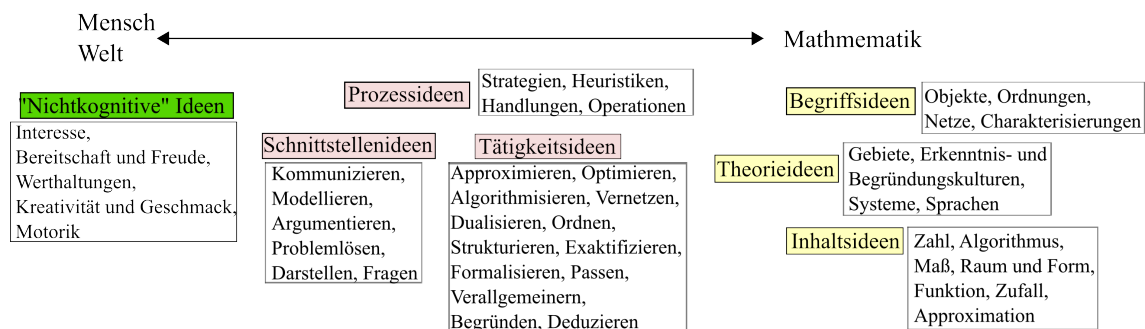 Mensch
Welt
Mathmematik
"Nichtkognitive" Ideen
Interesse,
Bereitschaft und Freude,
Werthaltungen,
Kreativität und Geschmack,
Motorik
Prozessideen
Strategien, Heuristiken,
Handlungen, Operationen
Schnittstellenideen
Kommunizieren,
Modellieren,
Argumentieren,
Problemlösen,
Darstellen, Fragen
Tätigkeitsideen
Approximieren, Optimieren,
Algorithmisieren, Vernetzen,
Dualisieren, Ordnen,
Strukturieren, Exaktifizieren,
Formalisieren, Passen,
Verallgemeinern,
Begründen, Deduzieren
Begriffsideen
Objekte, Ordnungen,
Netze, Charakterisierungen
Theorieideen
Gebiete, Erkenntnis- und
Begründungskulturen,
Systeme, Sprachen
Inhaltsideen
Zahl, Algorithmus,
Maß, Raum und Form,
Funktion, Zufall,
Approximation